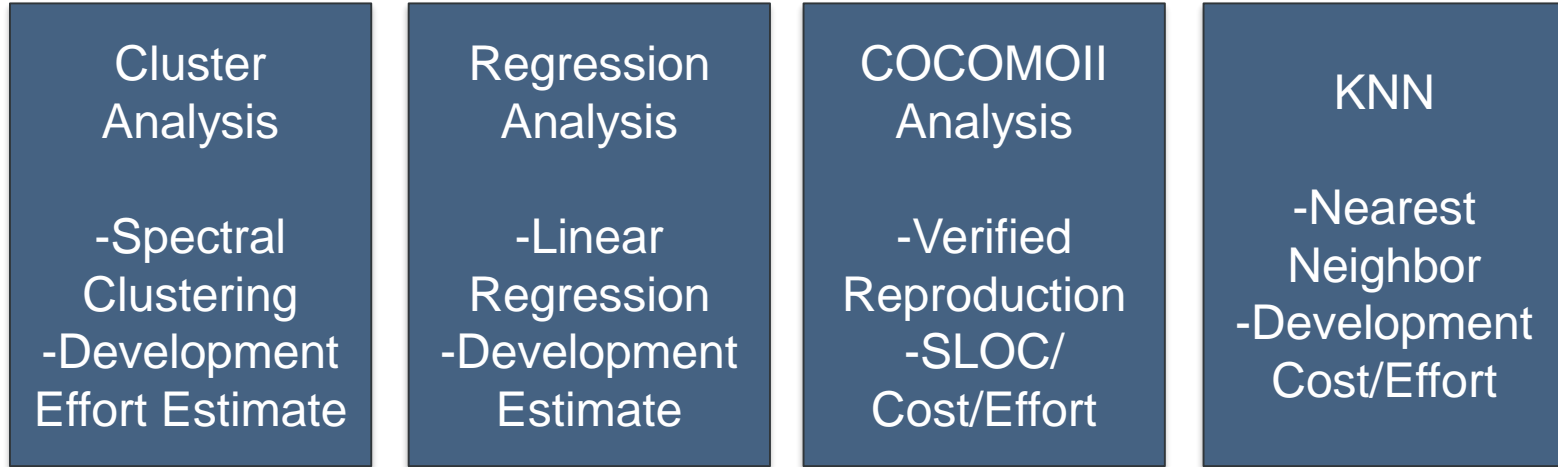 Cluster
Analysis
-Spectral
Clustering
-Development
Effort Estimate
Regression
Analysis
-Linear
Regression
-Development
Estimate
COCOMOII
Analysis
-Verified
Reproduction
-SLOC/
Cost/Effort
KNN
-Nearest
Neighbor
-Development
Cost/Effort